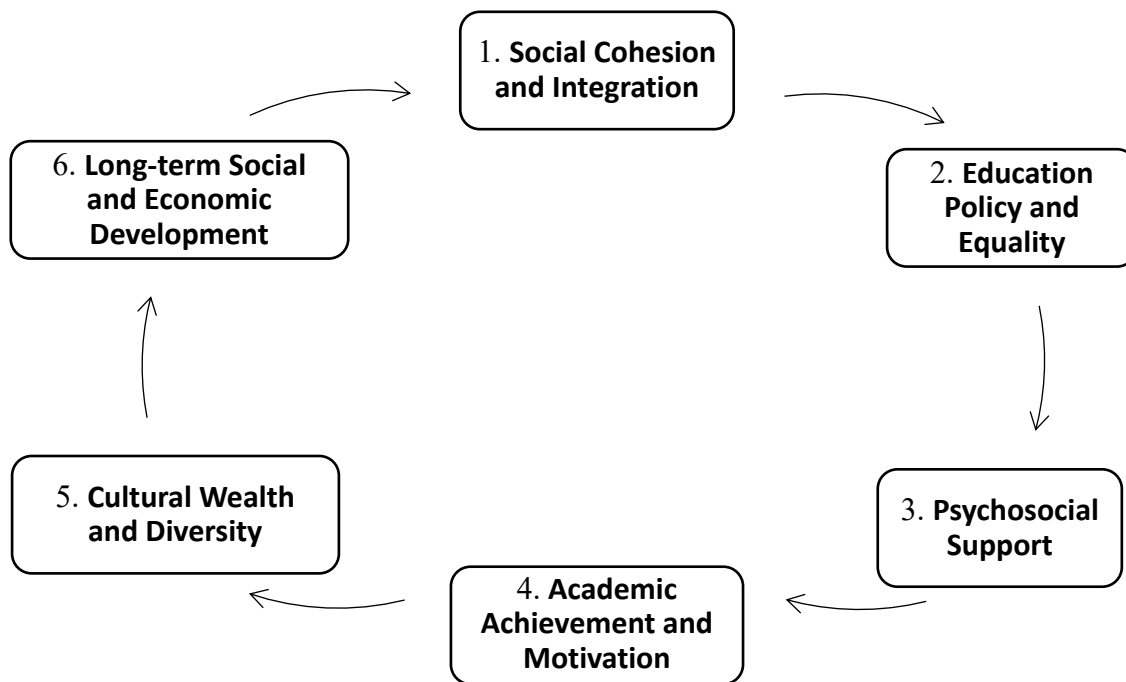 1. Social Cohesion
and Integration
2. Education
Policy and
Equality
3. Psychosocial
Support
4. Academic
Achievement and
Motivation
5. Cultural Wealth
and Diversity
6. Long-term Social
and Economic
Development